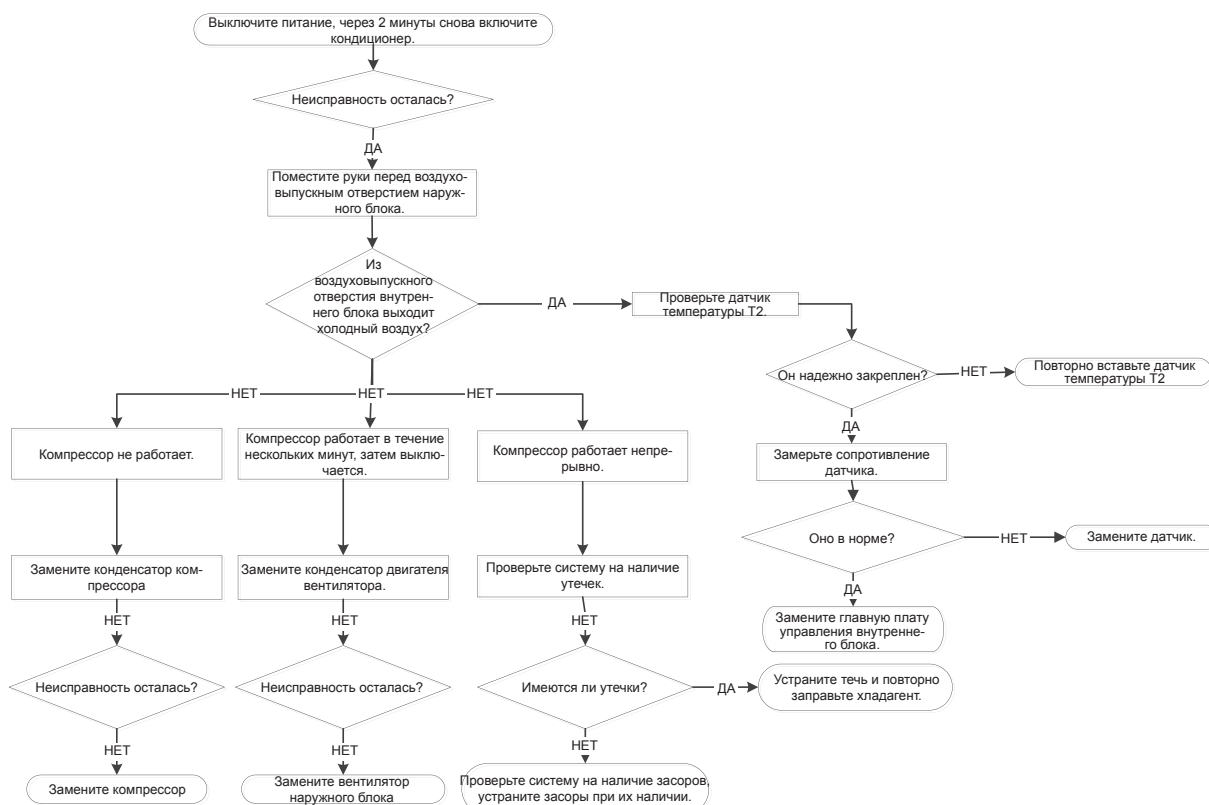 Выключите питание, через 2 минуты снова включите
кондиционер.
Неисправность осталась?
ДА
Поместите руки перед воздухо-
выпускным отверстием наруж-
ного блока.
Из
воздуховыпускного
отверстия внутрен-
него блока выходит
холодный воздух?
ДА
Проверьте датчик
температуры Т2.
Он надежно закреплен?
НЕТ
Повторно вставьте датчик
температуры Т2
НЕТ
НЕТ
НЕТ
ДА
Компрессор не работает.
Компрессор работает в течение
нескольких минут, затем выклю-
чается.
Компрессор работает непре-
рывно.
Замерьте сопротивление
датчика.
Оно в норме?
НЕТ
Замените датчик.
Замените конденсатор ком-
прессора
Замените конденсатор двигателя
вентилятора.
Проверьте систему на наличие
утечек.
ДА
НЕТ
НЕТ
НЕТ
Замените главную плату
управления внутренне-
го блока.
Неисправность осталась?
Неисправность осталась?
Имеются ли утечки?
ДА
Устраните течь и повторно
заправьте хладагент.
НЕТ
НЕТ
НЕТ
Замените компрессор
Замените вентилятор
наружного блока
Проверьте систему на наличие засоров,
устраните засоры при их наличии.